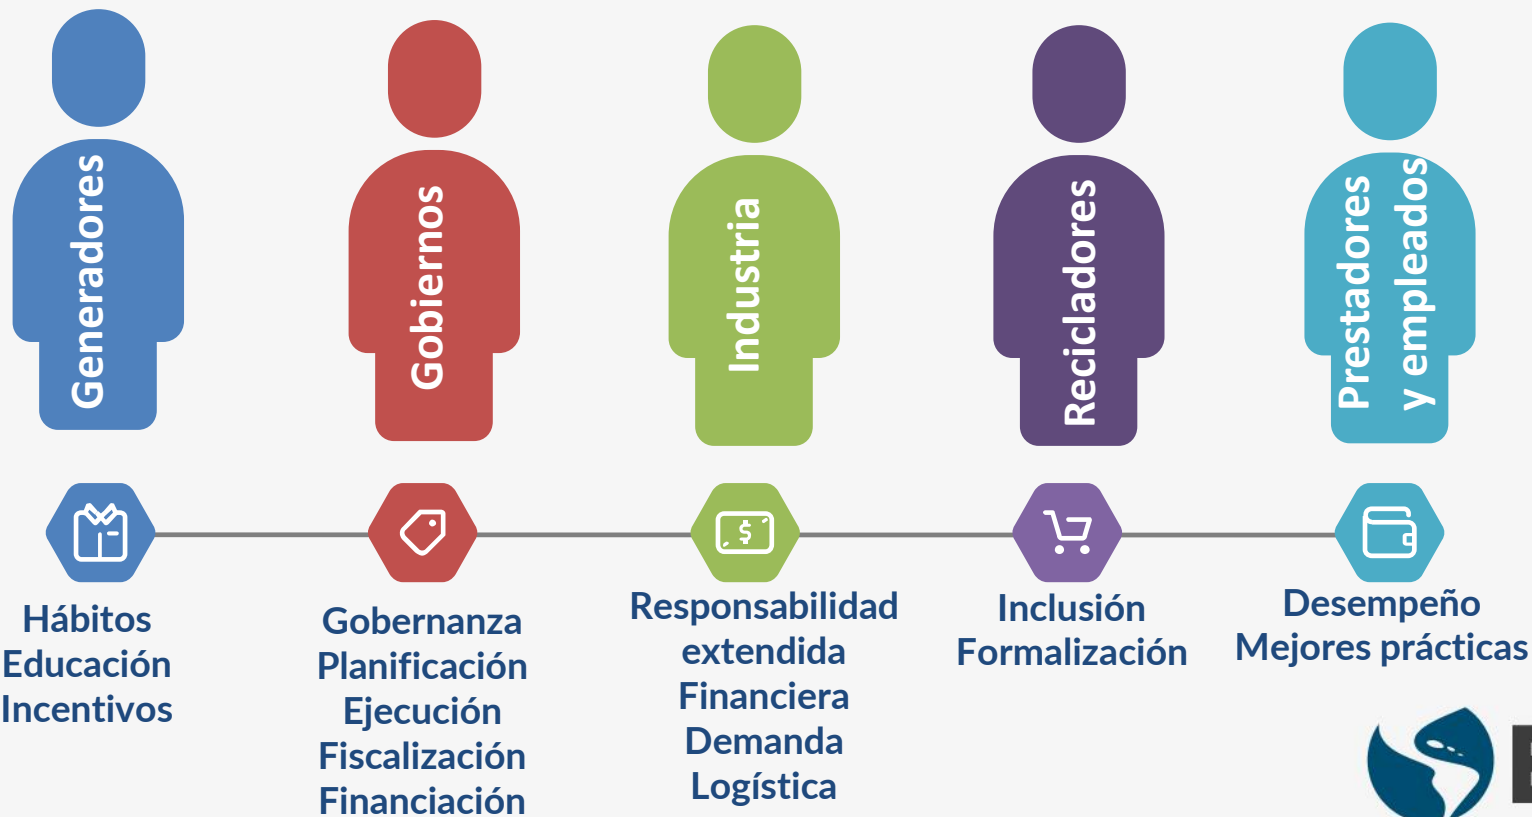 Generadores
Gobiernos
Industria
Recicladores
Prestadores
y empleados
$
Hábitos
Educación
Incentivos
Gobernanza
Planificación
Ejecución
Fiscalización
Financiación
Responsabilidad
extendida
Financiera
Demanda
Logística
Inclusión
Formalización
Desempeño
Mejores prácticas